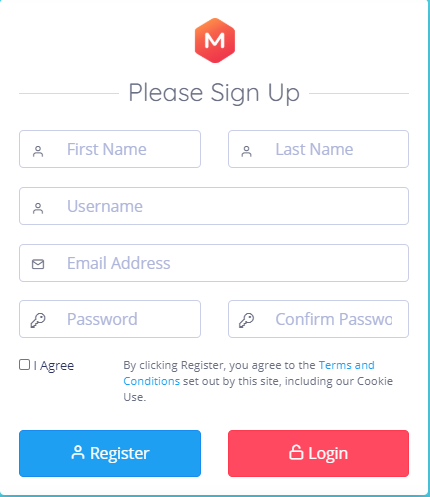 M
Please Sign Up
First Name Last Name
Username
Email Address
Password Confirm Passwo
I Agree By clicking Register, you agree to the Terms and
Conditions set out by this site, including our Cookie
Use.
Register Login